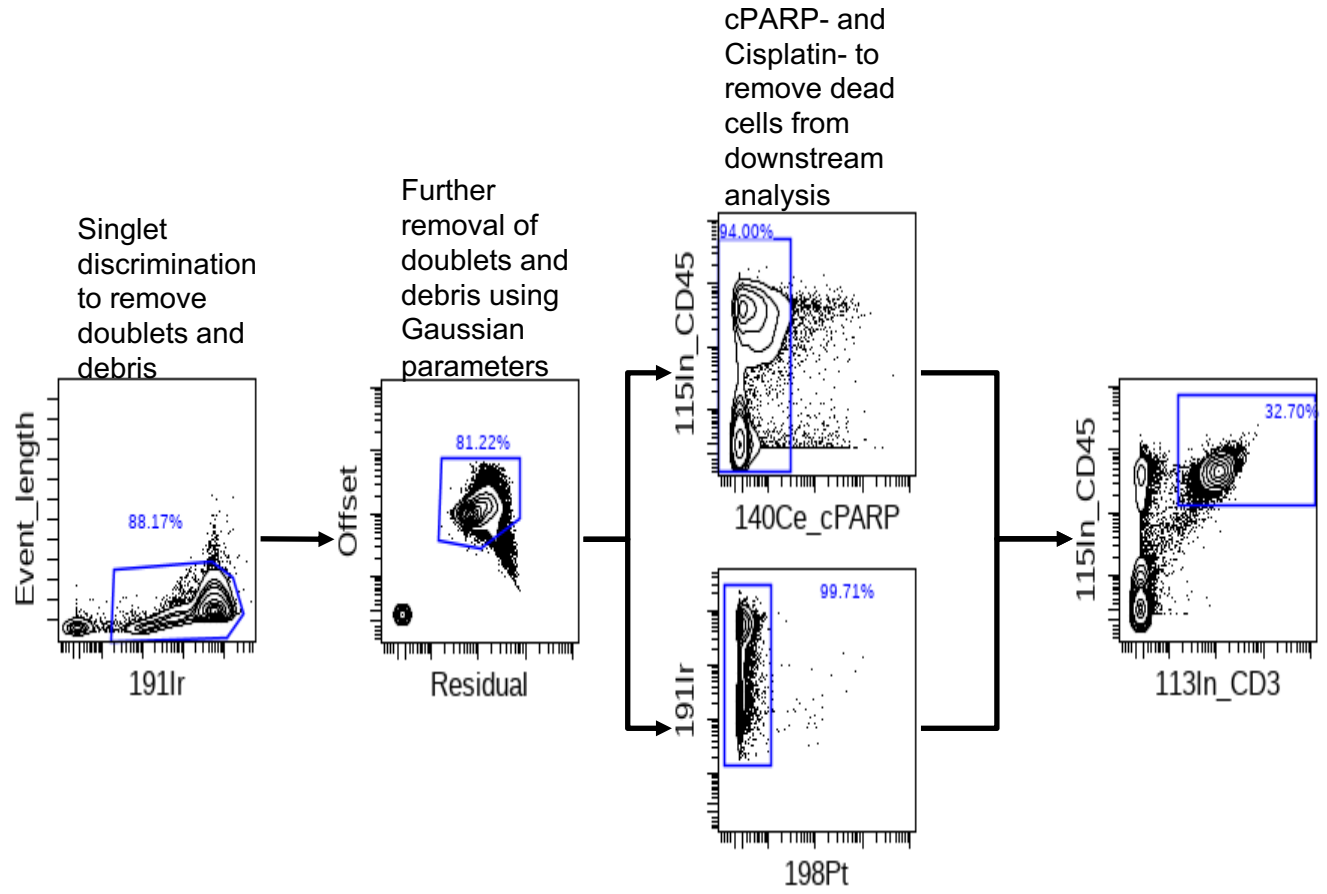 Singlet
discrimination
to remove
doublets and
debris
Event_length
88.17%
191Ir
Further
removal of
doublets and
debris using
Gaussian
parameters
Offset
81.22%
Residual
cPARP- and
Cisplatin- to
remove dead
cells from
downstream
analysis
115In_CD45
94.00%
140Ce_cPARP
191Ir
99.71%
198Pt
115In_CD45
32.70%
113In_CD3